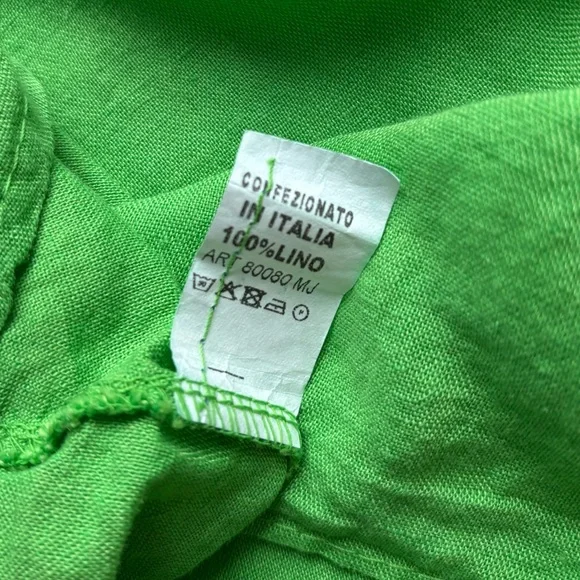 CONFEZIONATO
IN ITALIA
100%LINO
ART 80080 MJ
P